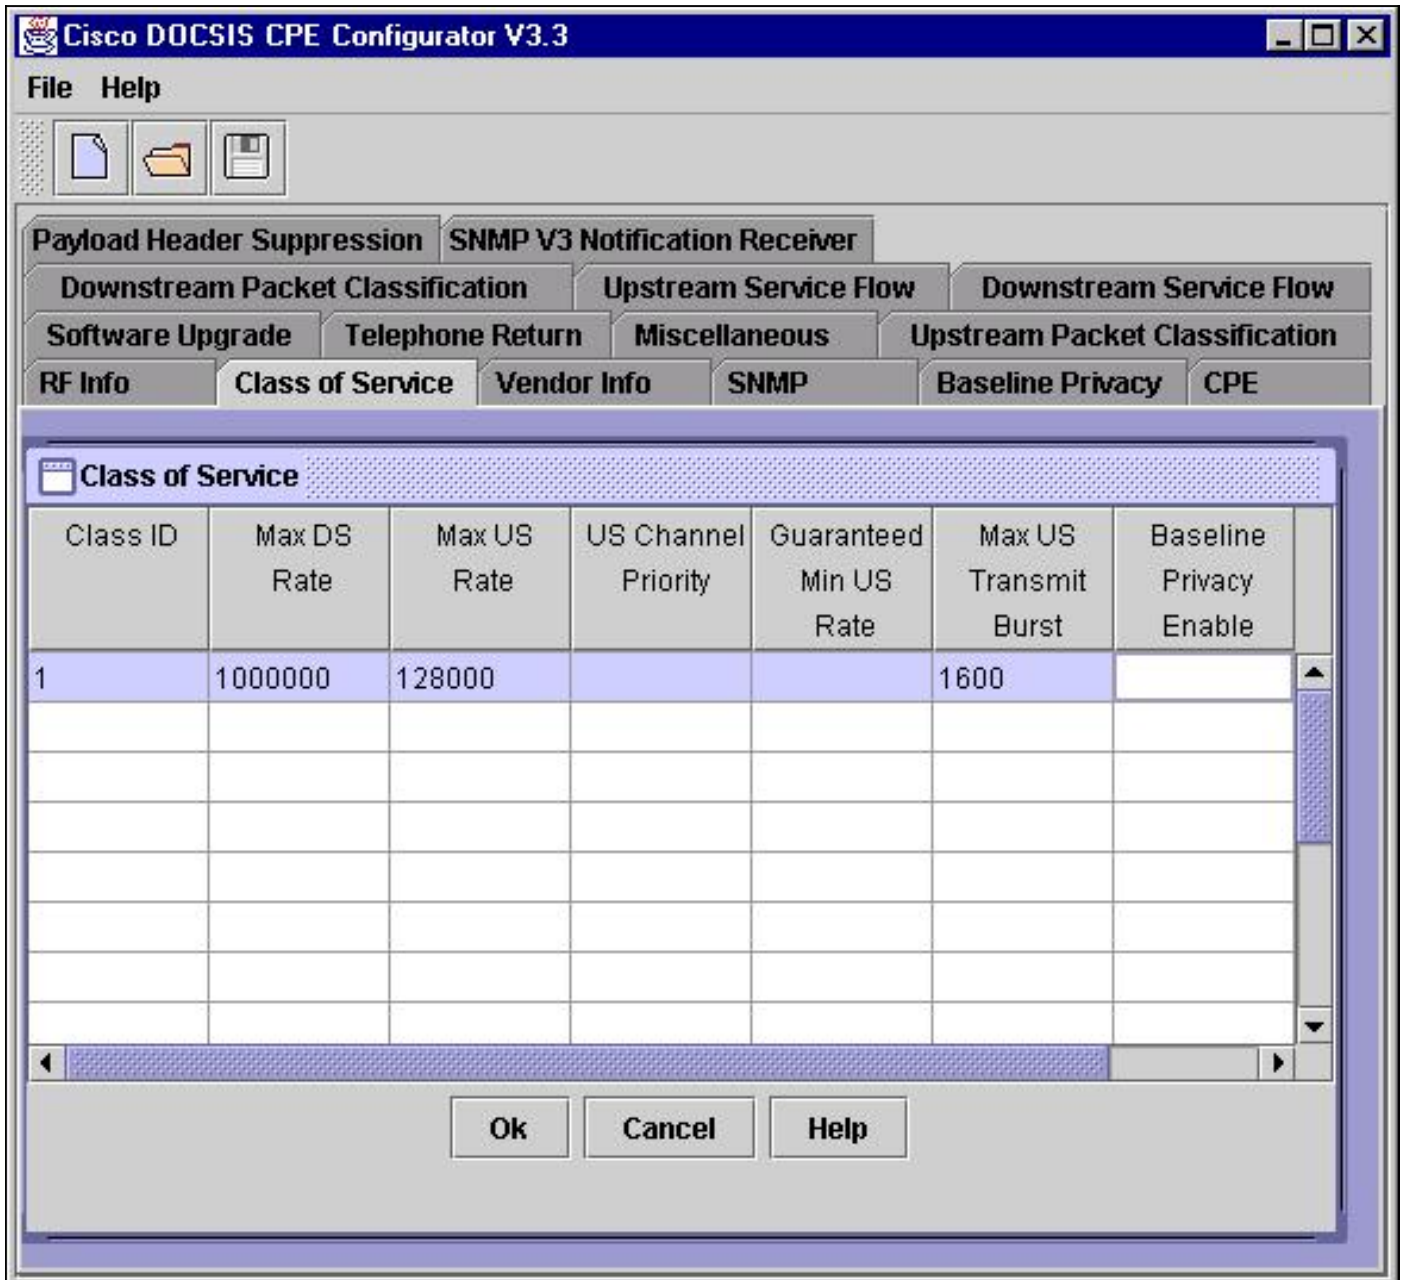 Cisco DOCSIS CPE Configurator V3.3
File Help
Payload Header Suppression SNMP V3 Notification Receiver
Downstream Packet Classification Upstream Service Flow Downstream Service Flow
Software Upgrade Telephone Return Miscellaneous Upstream Packet Classification
RF Info Class of Service Vendor Info SNMP Baseline Privacy CPE
Class of Service
Class ID Max DS Max US US Channel Guaranteed Max US Baseline
Rate Rate Priority Min US Transmit Privacy
Rate Burst Enable
1 1000000 128000 1600
Ok Cancel Help